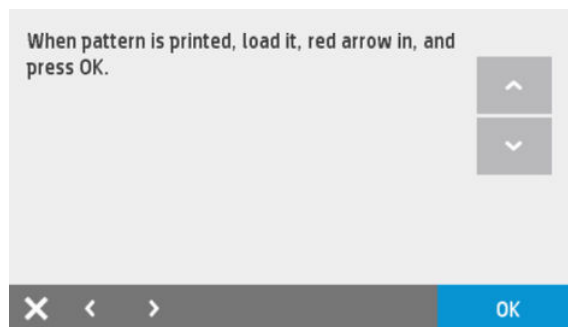 When pattern is printed, load it, red arrow in, and
press OK.
OK